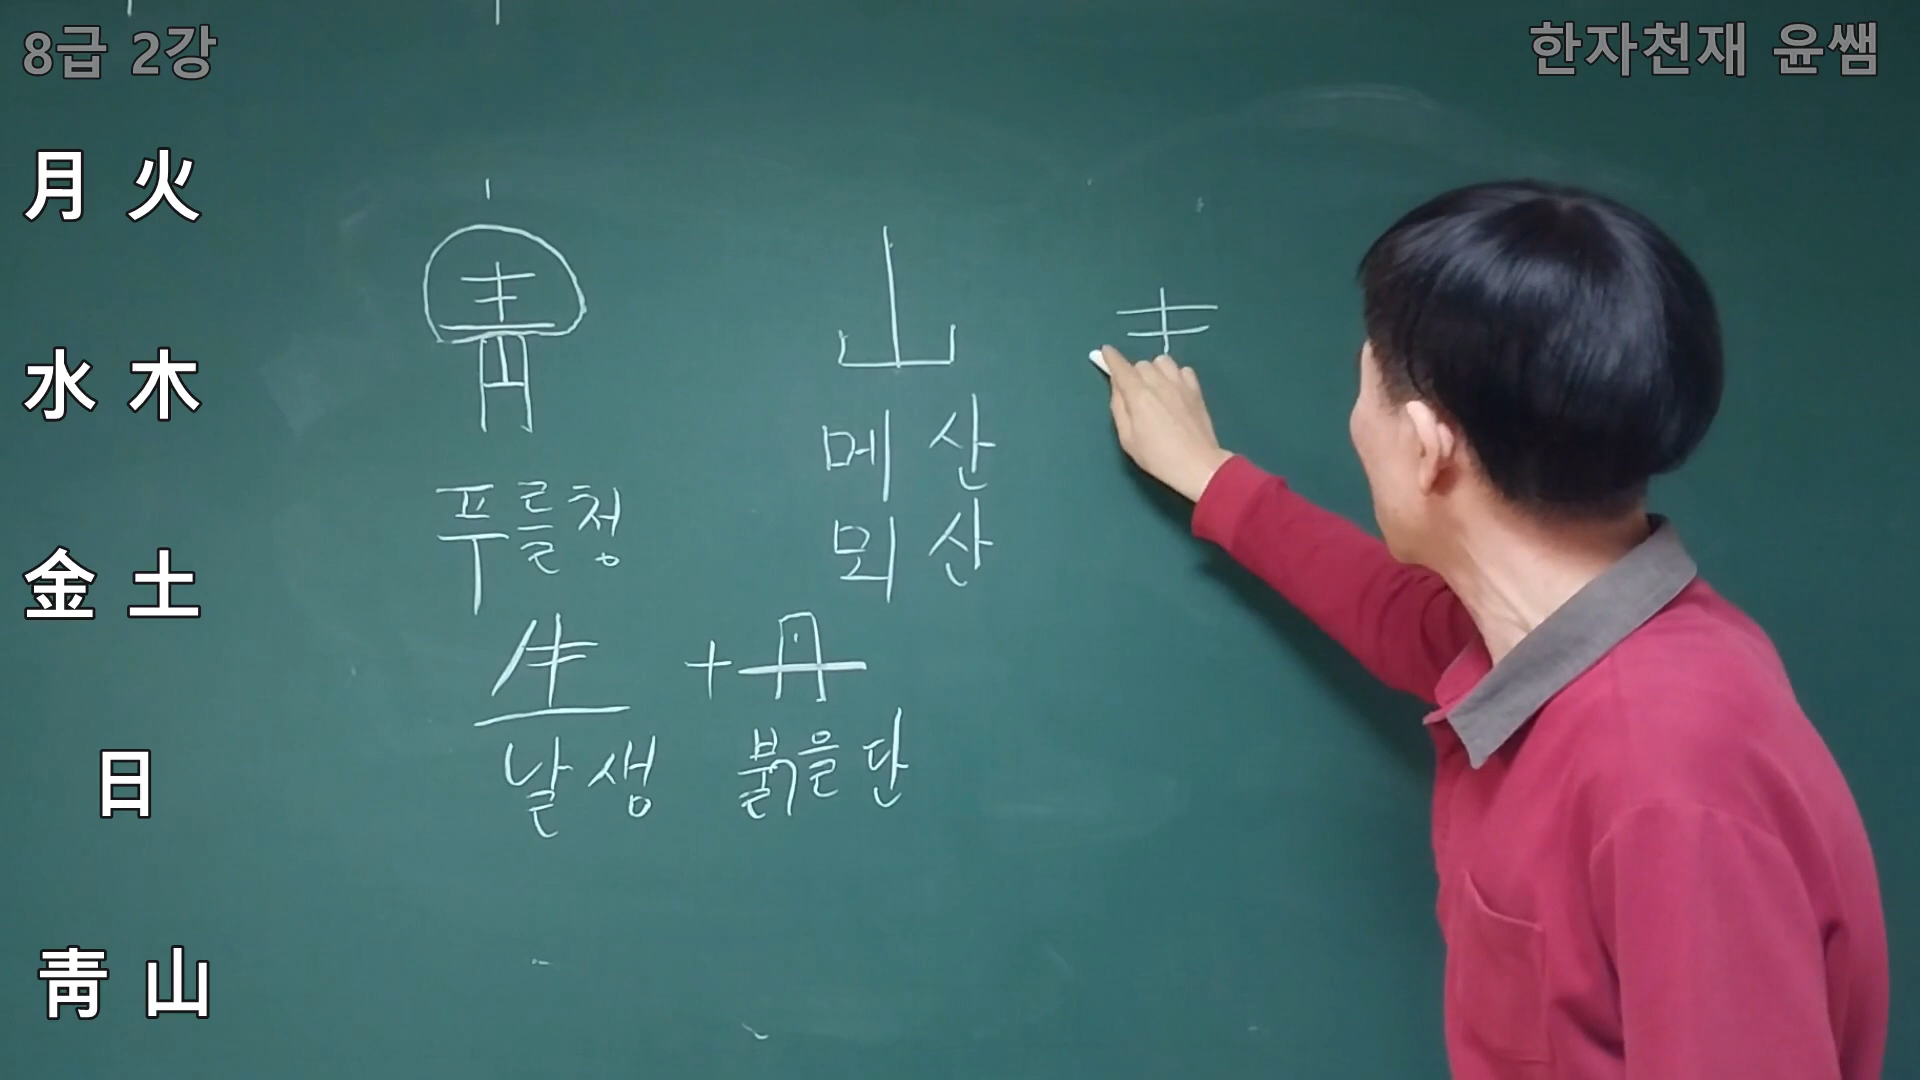 8급 2강
한자천재 윤쌤
月 火
水 木
金 土
日
靑 山
靑 山
푸를 청
메 산
뫼 산
生 + 丹
날 생 붉을 단